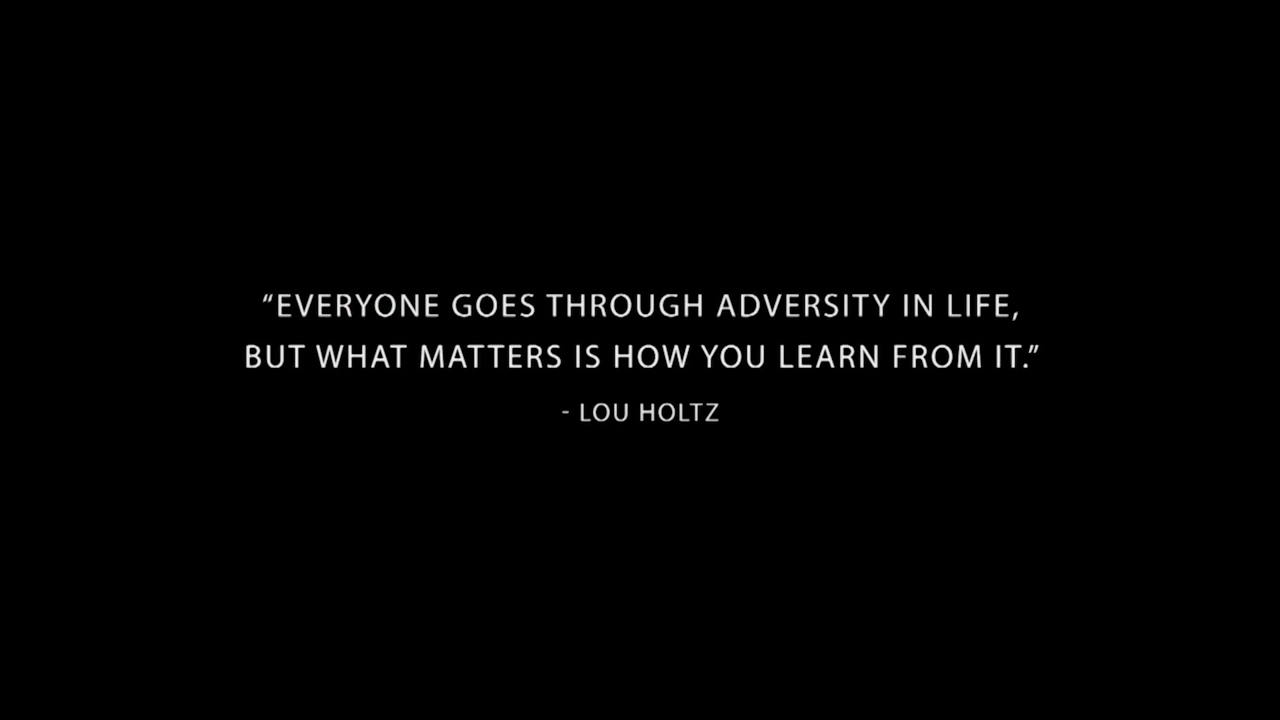 “EVERYONE GOES THROUGH ADVERSITY IN LIFE,
BUT WHAT MATTERS IS HOW YOU LEARN FROM IT.”
- LOU HOLTZ